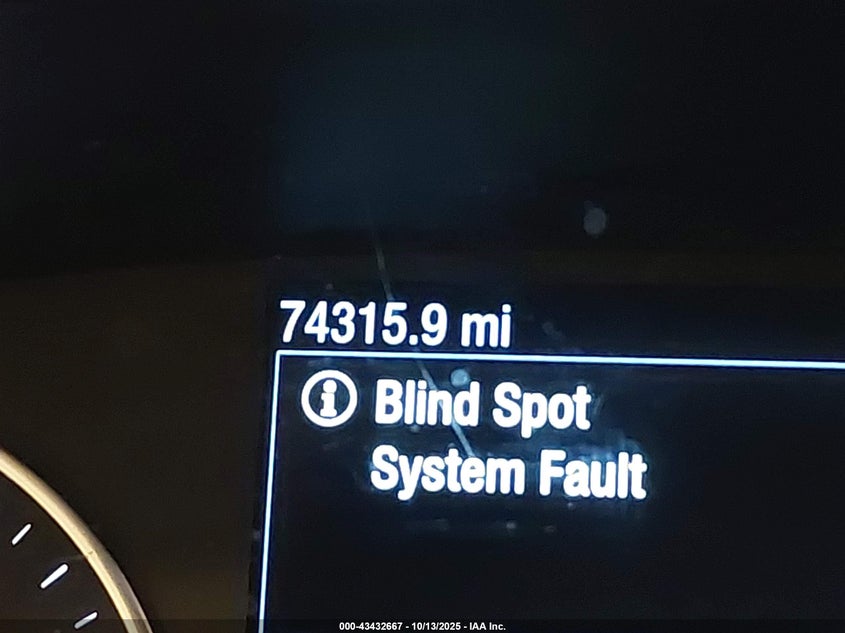 74315.9 mi
Blind Spot
System Fault
000-43432667 - 10/13/2025 - IAA Inc.